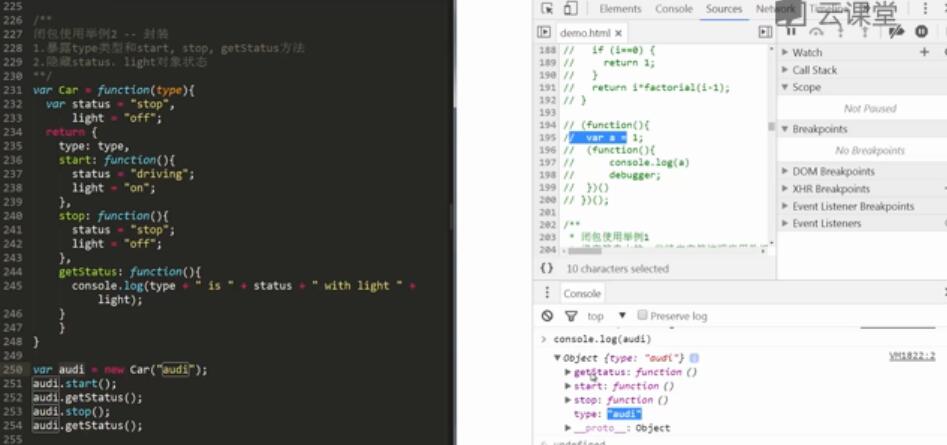 225
226
/**
227
闭包使用举例2 -- 封装
228
1.暴露type类型和start, stop, getStatus方法
229
2.隐藏status、light对象状态
230
**/
231
var Car = function(type){
232
var status = "stop",
233
light = "off";
234
return {
235
type: type,
236
start: function(){
237
status = "driving";
238
light = "on";
239
},
240
stop: function(){
241
status = "stop";
242
light = "off";
243
},
244
getStatus: function(){
245
console.log(type + " is " + status + " with light " +
light);
246
}
247
}
248
}
249
250
var audi = new Car("audi");
251
audi.start();
252
audi.getStatus();
253
audi.stop();
254
audi.getStatus();
255
Elements Console Sources Network Timeline
云课堂
demo.html ×
188 // if (i==0) {
189 // return 1;
190 // }
191 // return i*factorial(i-1);
192 // }
193
194 // (function(){
195 // var a = 1;
196 // (function(){
197 // console.log(a)
198 // debugger;
199 // })()
200 // })();
201
202 /**
203 * 闭包使用举例1
204
{} 10 characters selected
Watch
Call Stack
Scope
Not Paused
Breakpoints
No Breakpoints
DOM Breakpoints
XHR Breakpoints
Event Listener Breakpoints
Event Listeners
Console
top Preserve log
> console.log(audi)
Object {type: "audi"} VM1822:2
getStatus: function ()
start: function ()
stop: function ()
type: "audi"
__proto__: Object
undefined